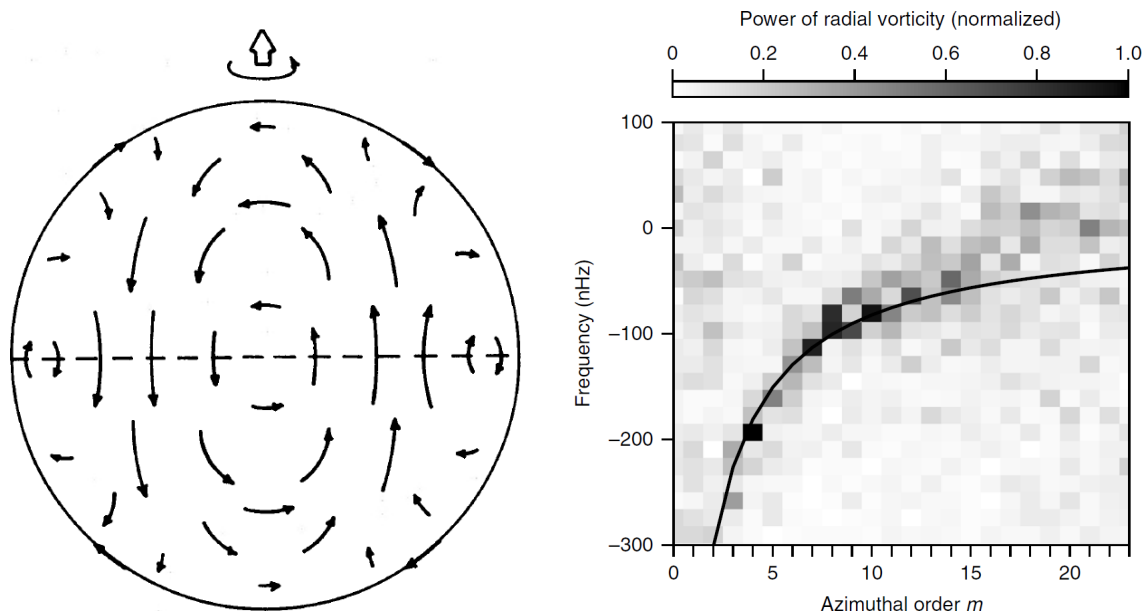 Power of radial vorticity (normalized)
0 0.2 0.4 0.6 0.8 1.0
100
0
−100
−200
−300
Frequency (nHz)
0 5 10 15 20
Azimuthal order m